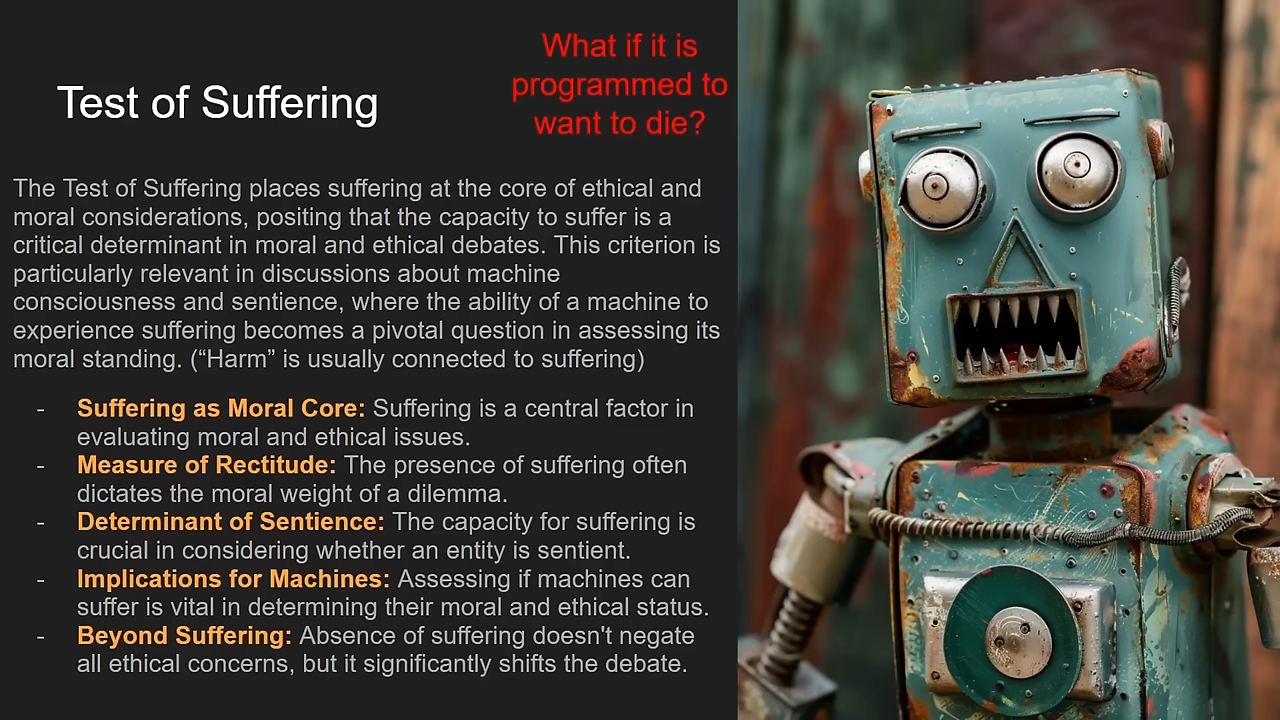 What if it is
programmed to
want to die?
Test of Suffering
The Test of Suffering places suffering at the core of ethical and
moral considerations, positing that the capacity to suffer is a
critical determinant in moral and ethical debates. This criterion is
particularly relevant in discussions about machine
consciousness and sentience, where the ability of a machine to
experience suffering becomes a pivotal question in assessing its
moral standing. (“Harm” is usually connected to suffering)
- Suffering as Moral Core: Suffering is a central factor in
evaluating moral and ethical issues.
- Measure of Rectitude: The presence of suffering often
dictates the moral weight of a dilemma.
- Determinant of Sentience: The capacity for suffering is
crucial in considering whether an entity is sentient.
- Implications for Machines: Assessing if machines can
suffer is vital in determining their moral and ethical status.
- Beyond Suffering: Absence of suffering doesn't negate
all ethical concerns, but it significantly shifts the debate.